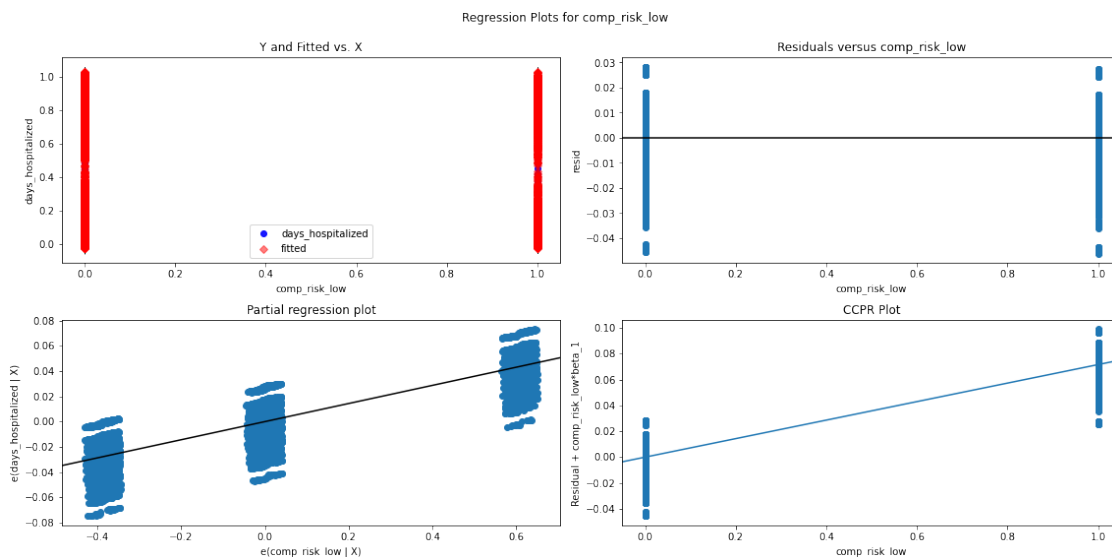 Regression Plots for comp_risk_low
Y and Fitted vs. X
days_hospitalized
1.0
0.8
0.6
0.4
0.2
0.0
days_hospitalized
fitted
0.0 0.2 0.4 0.6 0.8 1.0
comp_risk_low
Residuals versus comp_risk_low
resid
0.03
0.02
0.01
0.00
−0.01
−0.02
−0.03
−0.04
0.0 0.2 0.4 0.6 0.8 1.0
comp_risk_low
Partial regression plot
e(days_hospitalized | X)
0.08
0.06
0.04
0.02
0.00
−0.02
−0.04
−0.06
−0.08
−0.4 −0.2 0.0 0.2 0.4 0.6
e(comp_risk_low | X)
CCPR Plot
Residual + comp_risk_low*beta_1
0.10
0.08
0.06
0.04
0.02
0.00
−0.02
−0.04
0.0 0.2 0.4 0.6 0.8 1.0
comp_risk_low